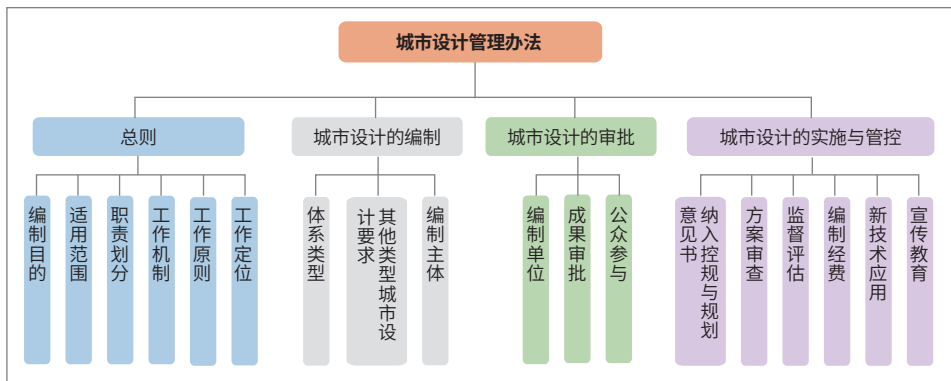 城市设计管理办法
总则
城市设计的编制
城市设计的审批
城市设计的实施与管控
编制目的
适用范围
职责划分
工作机制
工作原则
工作定位
体系类型
其他类型城市设
计要求
编制主体
编制单位
成果审批
公众参与
纳入控规与规划
意见书
方案审查
监督评估
编制经费
新技术应用
宣传教育